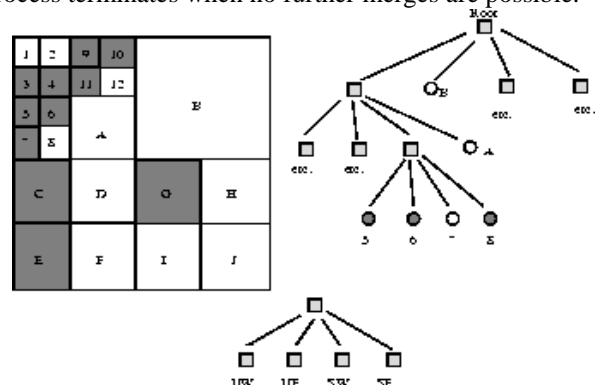 rocess terminates when no further merges are possible.
Root
1 2 9 10
3 4 11 12
5 6
7 8
A
B
B
etc.
etc.
etc.
etc.
A
C D G H
5 6 7 8
E F I J
NW NE SW SE